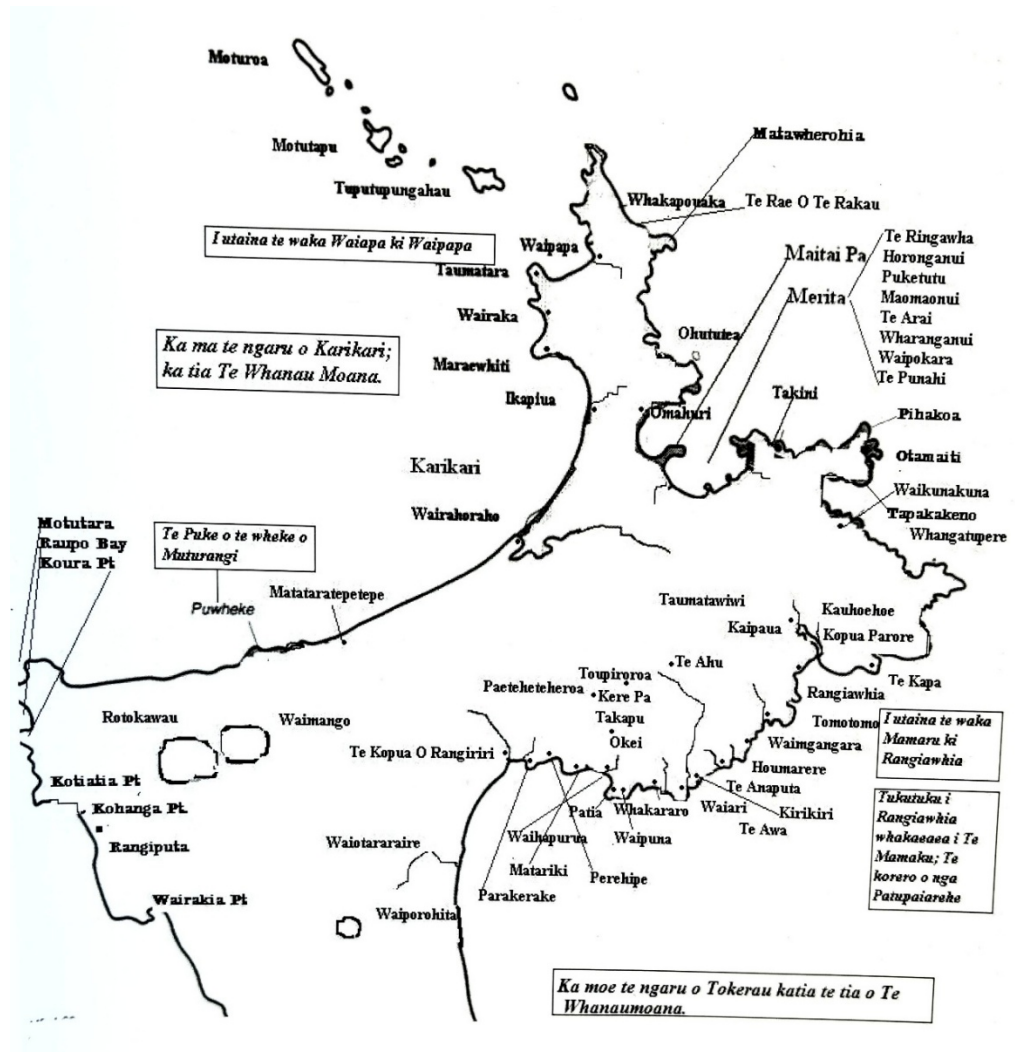 Moturoa
Motutapu
Tuputupungahau
Matawherohia
Whakapouaka
Te Rae O Te Rakau
I utaina te waka Waiapa ki Waipapa
Waipapa
Taumatara
Maitai Pa
Merita
Te Ringawha
Horonganui
Puketutu
Maomaonui
Te Arai
Wharanganui
Waipokara
Te Punahi
Wairaka
Ohututea
Ka ma te ngaru o Karikari;
ka tia Te Whanau Moana.
Maraewhiti
Ikapiua
Omahuri
Takini
Pihakoa
Otamaiti
Karikari
Waikunakuna
Tapakakeno
Whangatupere
Wairahoraho
Motutara
Raupo Bay
Koura Pt
Te Puke o te wheke o
Muturangi
Puwheke
Matataratepetepe
Taumatawiwi
Kauhoehoe
Kaipaua
Kopua Parore
Te Ahu
Te Kapa
Toupiroroa
Paeteheteheroa
Kere Pa
Rangiawhia
Takapu
Tomotomo
Rotokawau
Waimango
Okei
Te Kopua O Rangiriri
Waimgangara
I utaina te waka
Mamaru ki
Rangiawhia
Houmarere
Kotiatia Pt
Te Anaputa
Kohanga Pt.
Patia
Whakararo
Waiari
Kirikiri
Tukutuku i
Rangiawhia
whakaeaea i Te
Mamaku; Te
korero o nga
Patupaiarehe
Te Awa
Waihapurua
Waipuna
Rangiputa
Waiotararaire
Matariki
Perehipe
Parakerake
Wairakia Pt
Waiporohita
Ka moe te ngaru o Tokerau katia te tia o Te
Whanaumoana.